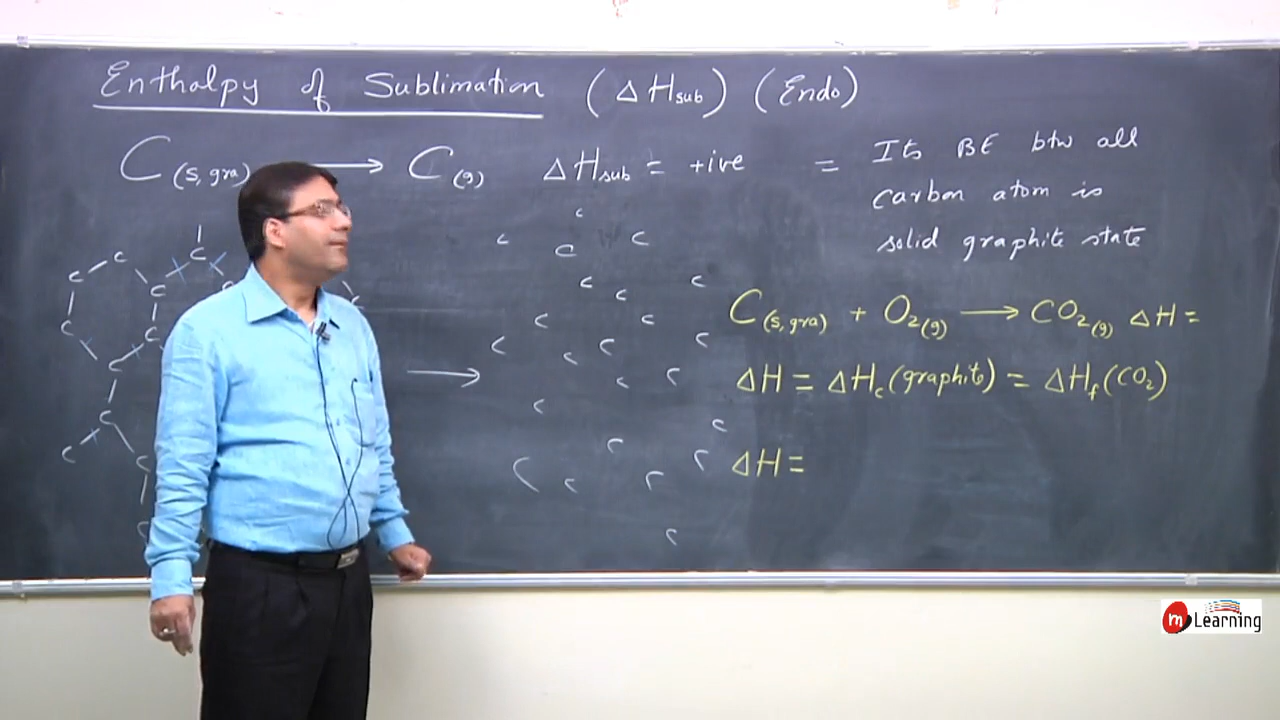 Enthalpy of Sublimation (ΔHsub) (Endo)
C(s, gra) → C(g) ΔHsub = +ive = Its BE btw all
carbon atom is
solid graphite state
C(s, gra) + O2(g) → CO2(g) ΔH =
ΔH = ΔHc (graphite) = ΔHf (CO2)
ΔH =
m Learning